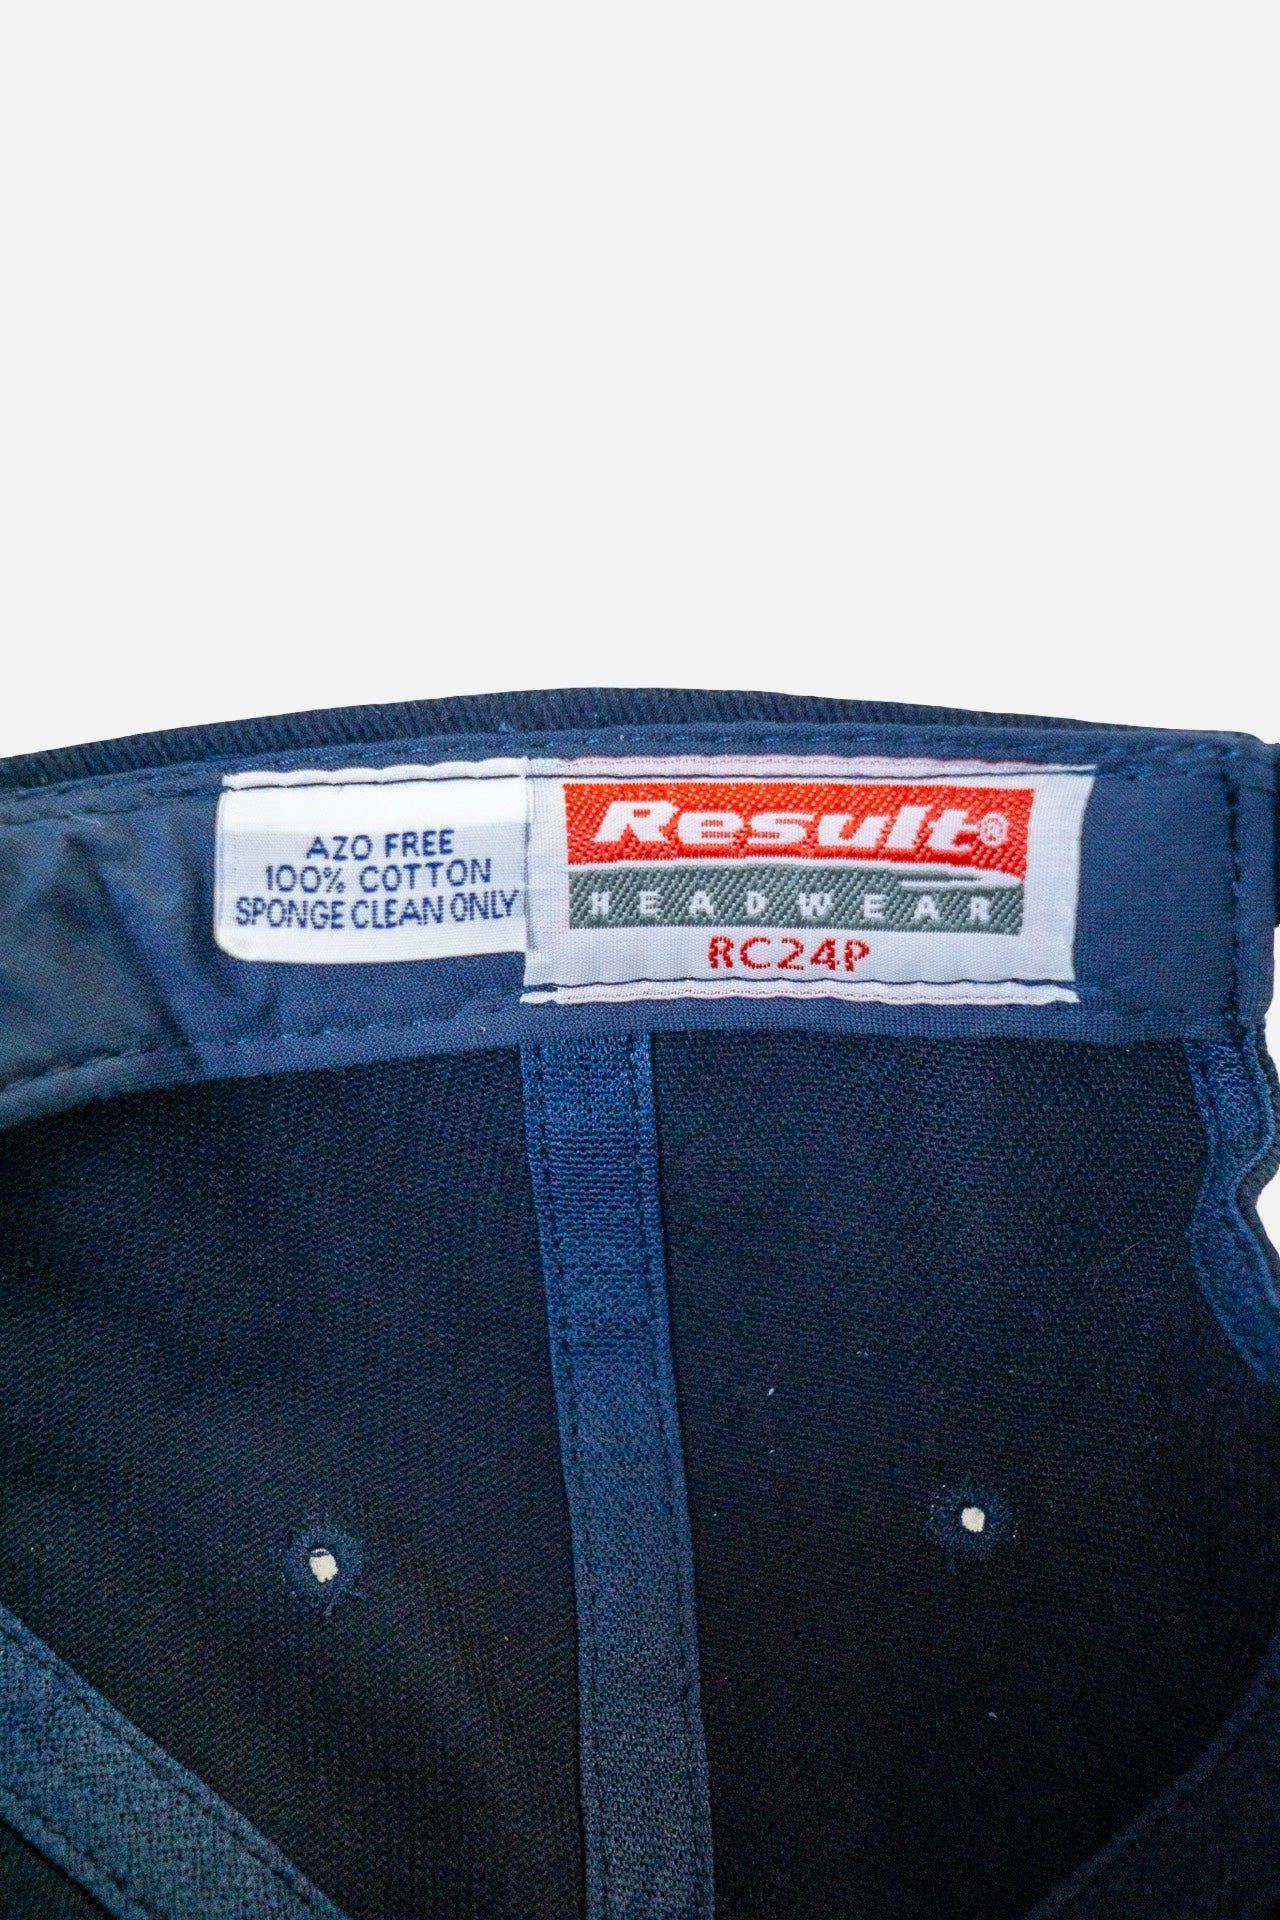 AZO FREE
100% COTTON
SPONGE CLEAN ONLY
Result®
HEADWEAR
RC24P